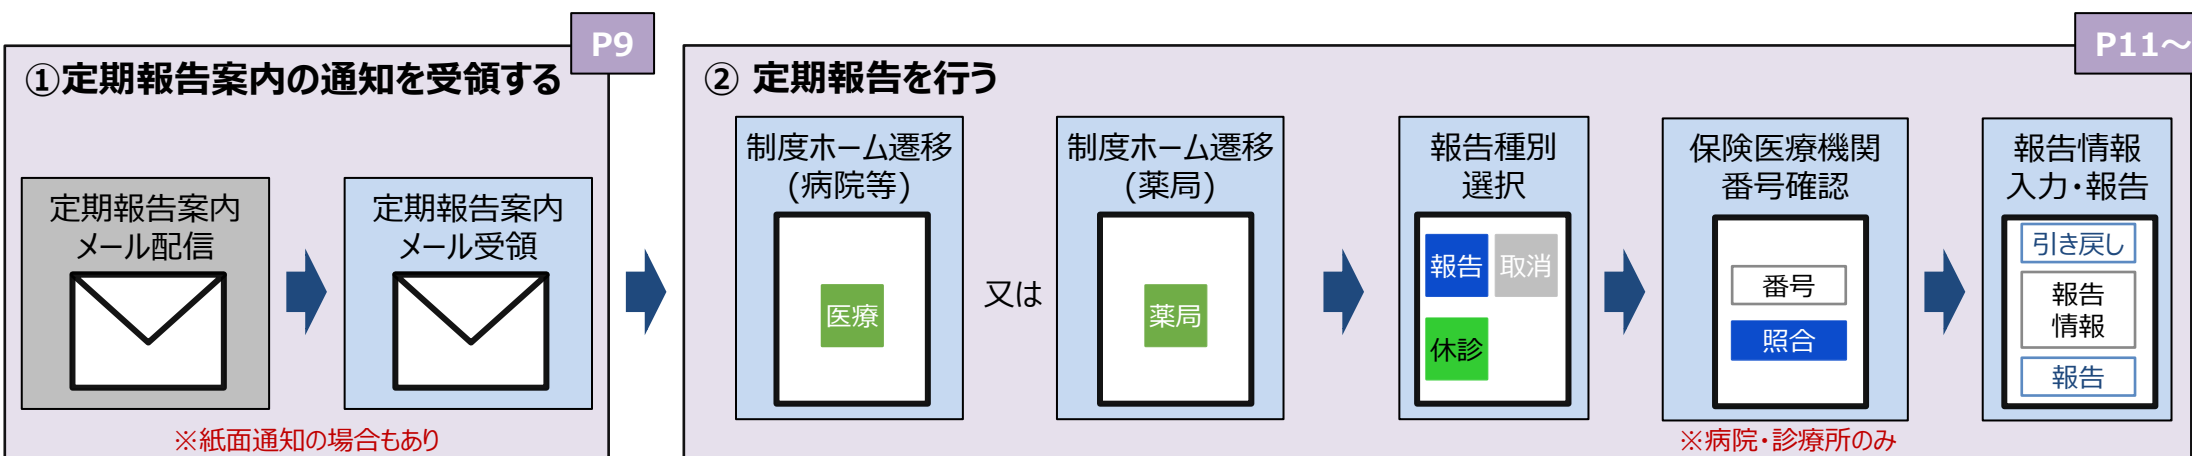 P9
①定期報告案内の通知を受領する
定期報告案内
メール配信
定期報告案内
メール受領
※紙面通知の場合もあり
P11～
② 定期報告を行う
制度ホーム遷移
(病院等)
医療
又は
制度ホーム遷移
(薬局)
薬局
報告種別
選択
報告 取消
休診
保険医療機関
番号確認
番号
照合
※病院・診療所のみ
報告情報
入力・報告
引き戻し
報告
情報
報告